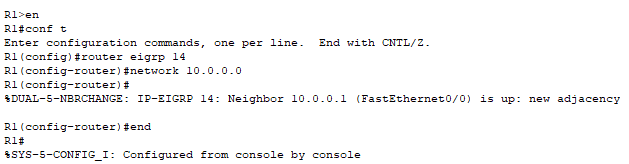 R1>en
R1#conf t
Enter configuration commands, one per line.  End with CNTL/Z.
R1(config)#router eigrp 14
R1(config-router)#network 10.0.0.0
R1(config-router)#
%DUAL-5-NBRCHANGE: IP-EIGRP 14: Neighbor 10.0.0.1 (FastEthernet0/0) is up: new adjacency
R1(config-router)#end
R1#
%SYS-5-CONFIG_I: Configured from console by console